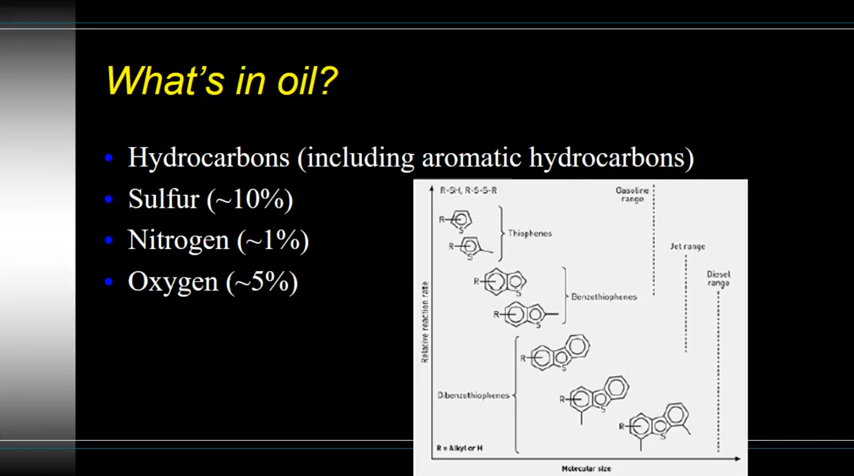 What's in oil?
• Hydrocarbons (including aromatic hydrocarbons)
• Sulfur (~10%)
• Nitrogen (~1%)
• Oxygen (~5%)
R-SH, R-S-S-R
Gasoline
range
R
S
Thiophenes
R
S
Jet range
Diesel
range
R
S
Benzothiophenes
R
S
Relative reaction rate
R
S
Dibenzothiophenes
R
S
R
S
R = Alkyl or H
Molecular size